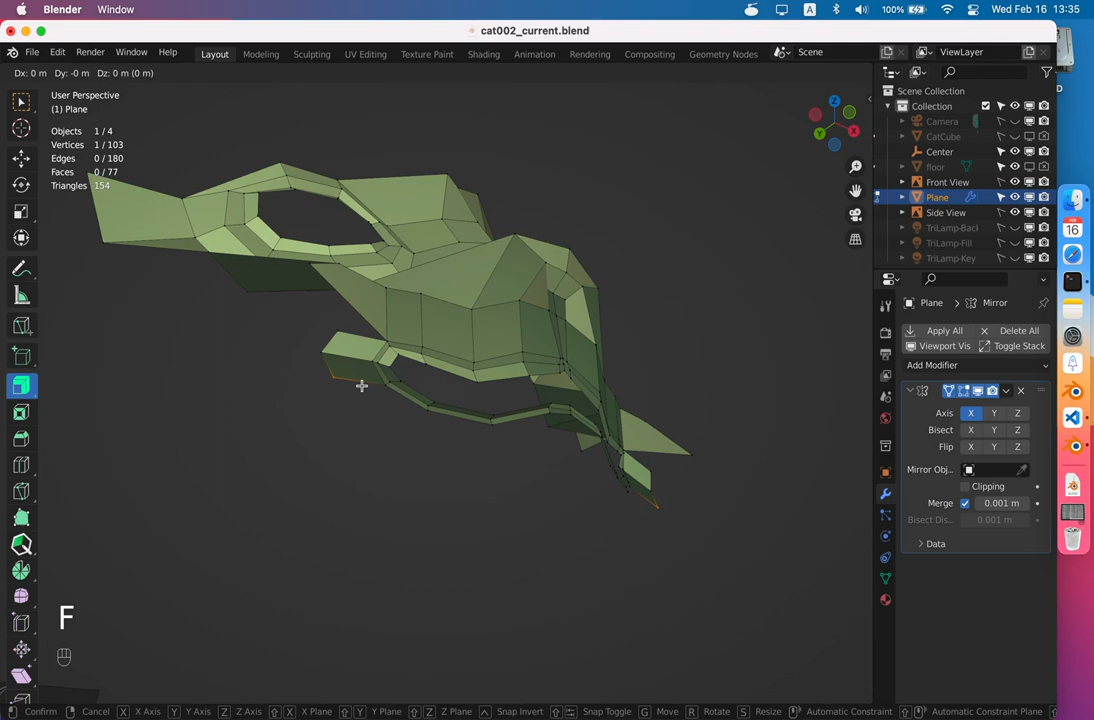 Blender Window A 100% Wed Feb 16 13:35
cat002_current.blend
File Edit Render Window Help Layout Modeling Sculpting UV Editing Texture Paint Shading Animation Rendering Compositing Geometry Nodes Scene ViewLayer
Dx: 0 m Dy: -0 m Dz: 0 m (0 m)
User Perspective
(1) Plane
Objects 1 / 4
Vertices 1 / 103
Edges 0 / 180
Faces 0 / 77
Triangles 154
Z
Y
X
Scene Collection
Collection
Camera
CatCube
Center
floor
Front View
Plane
Side View
TriLamp-Back
TriLamp-Fill
TriLamp-Key
Plane > Mirror
Apply All Delete All
Viewport Vis Toggle Stack
Add Modifier
Axis X Y Z
Bisect X Y Z
Flip X Y Z
Mirror Obj...
Clipping
Merge 0.001 m
Bisect Dis... 0.001 m
Data
FEB
16
F
Confirm Cancel X X Axis Y Y Axis Z Z Axis X X Plane Y Y Plane Z Z Plane Snap Invert Snap Toggle G Move R Rotate S Resize Automatic Constraint Automatic Constraint Plane